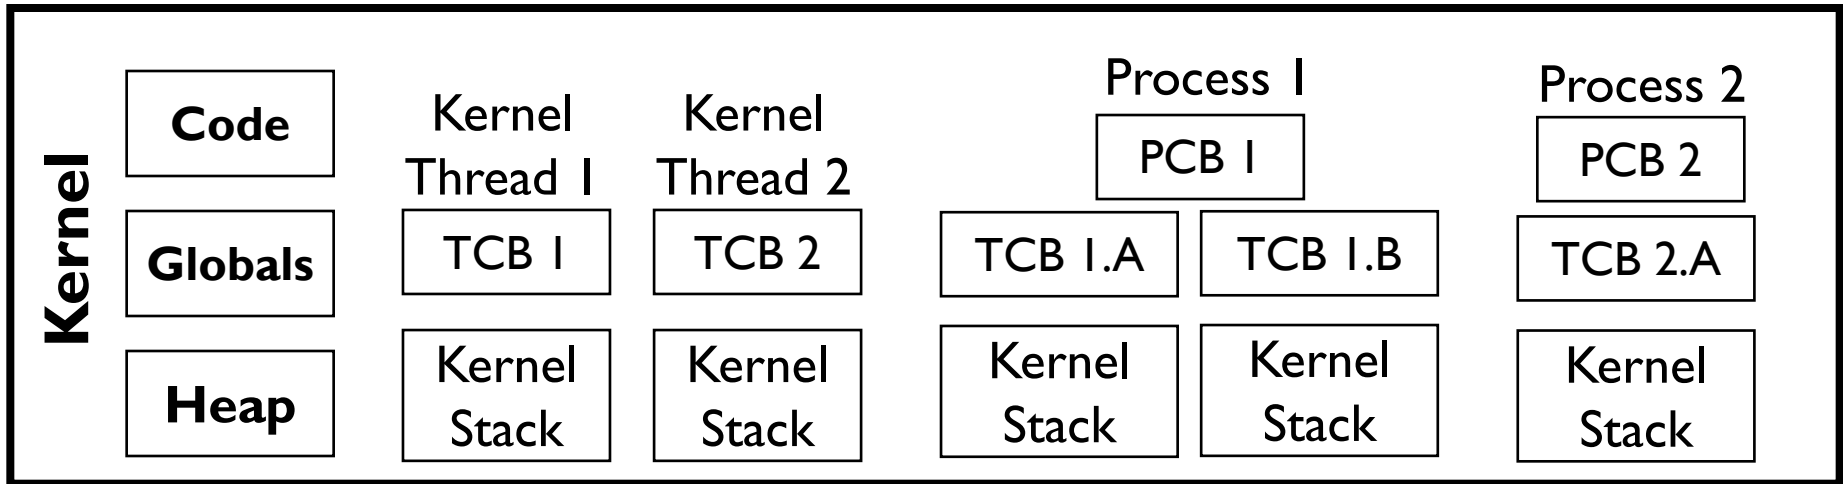 Kernel
Code
Globals
Heap
Kernel
Thread 1
TCB 1
Kernel
Stack
Kernel
Thread 2
TCB 2
Kernel
Stack
Process 1
PCB 1
TCB 1.A
TCB 1.B
Kernel
Stack
Kernel
Stack
Process 2
PCB 2
TCB 2.A
Kernel
Stack